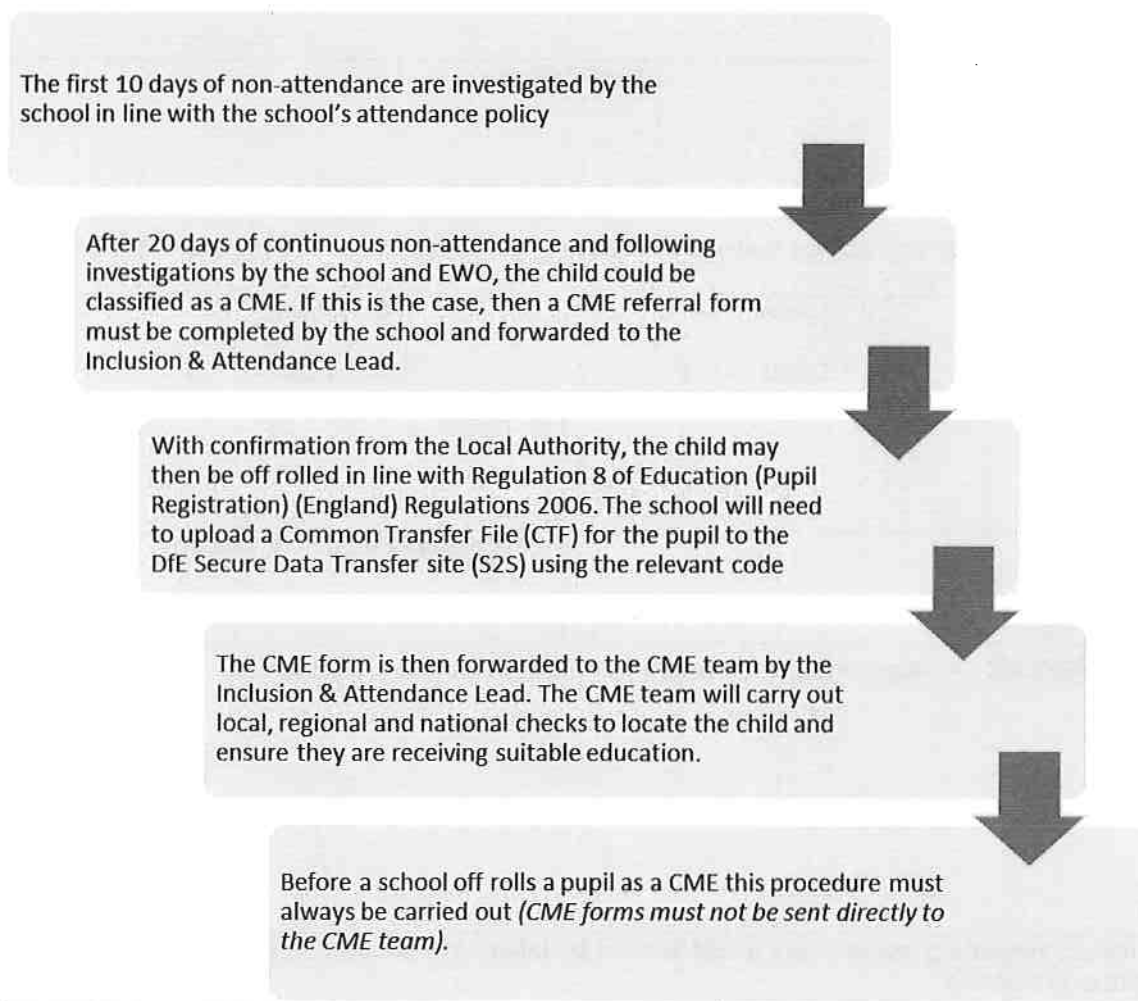 The first 10 days of non-attendance are investigated by the
school in line with the school's attendance policy
After 20 days of continuous non-attendance and following
investigations by the school and EWO, the child could be
classified as a CME. If this is the case, then a CME referral form
must be completed by the school and forwarded to the
Inclusion & Attendance Lead.
With confirmation from the Local Authority, the child may
then be off rolled in line with Regulation 8 of Education (Pupil
Registration) (England) Regulations 2006. The school will need
to upload a Common Transfer File (CTF) for the pupil to the
DfE Secure Data Transfer site (S2S) using the relevant code
The CME form is then forwarded to the CME team by the
Inclusion & Attendance Lead. The CME team will carry out
local, regional and national checks to locate the child and
ensure they are receiving suitable education.
Before a school off rolls a pupil as a CME this procedure must
always be carried out (CME forms must not be sent directly to
the CME team).